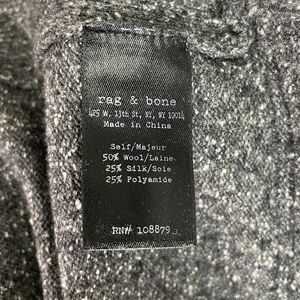 rag & bone
425 W. 13th St, NY, NY 10014
Made in China
Self/Majeur
50% Wool/Laine
25% Silk/Soie
25% Polyamide
RN# 108879